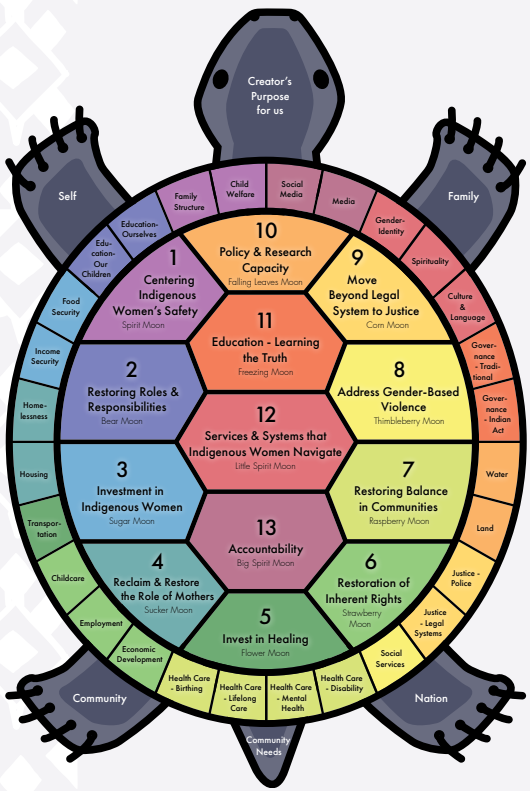 Creator's
Purpose
for us
Self
Family
Family
Structure
Child
Welfare
Social
Media
Media
Gender-
Identity
Spirituality
Culture
&
Language
Gover-
nance
- Tradi-
tional
Gover-
nance
- Indian
Act
Water
Land
Justice -
Police
Justice
- Legal
Systems
Social
Services
Health Care
- Disability
Health Care
- Mental
Health
Health Care
- Lifelong
Care
Health Care
- Birthing
Economic
Development
Employment
Childcare
Transpor-
tation
Housing
Home-
lessness
Income
Security
Food
Security
Edu-
cation-
Our
Children
Education-
Ourselves
1
Centering
Indigenous
Women's Safety
Spirit Moon
2
Restoring Roles &
Responsibilities
Bear Moon
3
Investment in
Indigenous Women
Sugar Moon
4
Reclaim & Restore
the Role of Mothers
Sucker Moon
5
Invest in Healing
Flower Moon
6
Restoration of
Inherent Rights
Strawberry
Moon
7
Restoring Balance
in Communities
Raspberry Moon
8
Address Gender-Based
Violence
Thimbleberry Moon
9
Move
Beyond Legal
System to Justice
Corn Moon
10
Policy & Research
Capacity
Falling Leaves Moon
11
Education - Learning
the Truth
Freezing Moon
12
Services & Systems that
Indigenous Women Navigate
Little Spirit Moon
13
Accountability
Big Spirit Moon
Community
Nation
Community
Needs